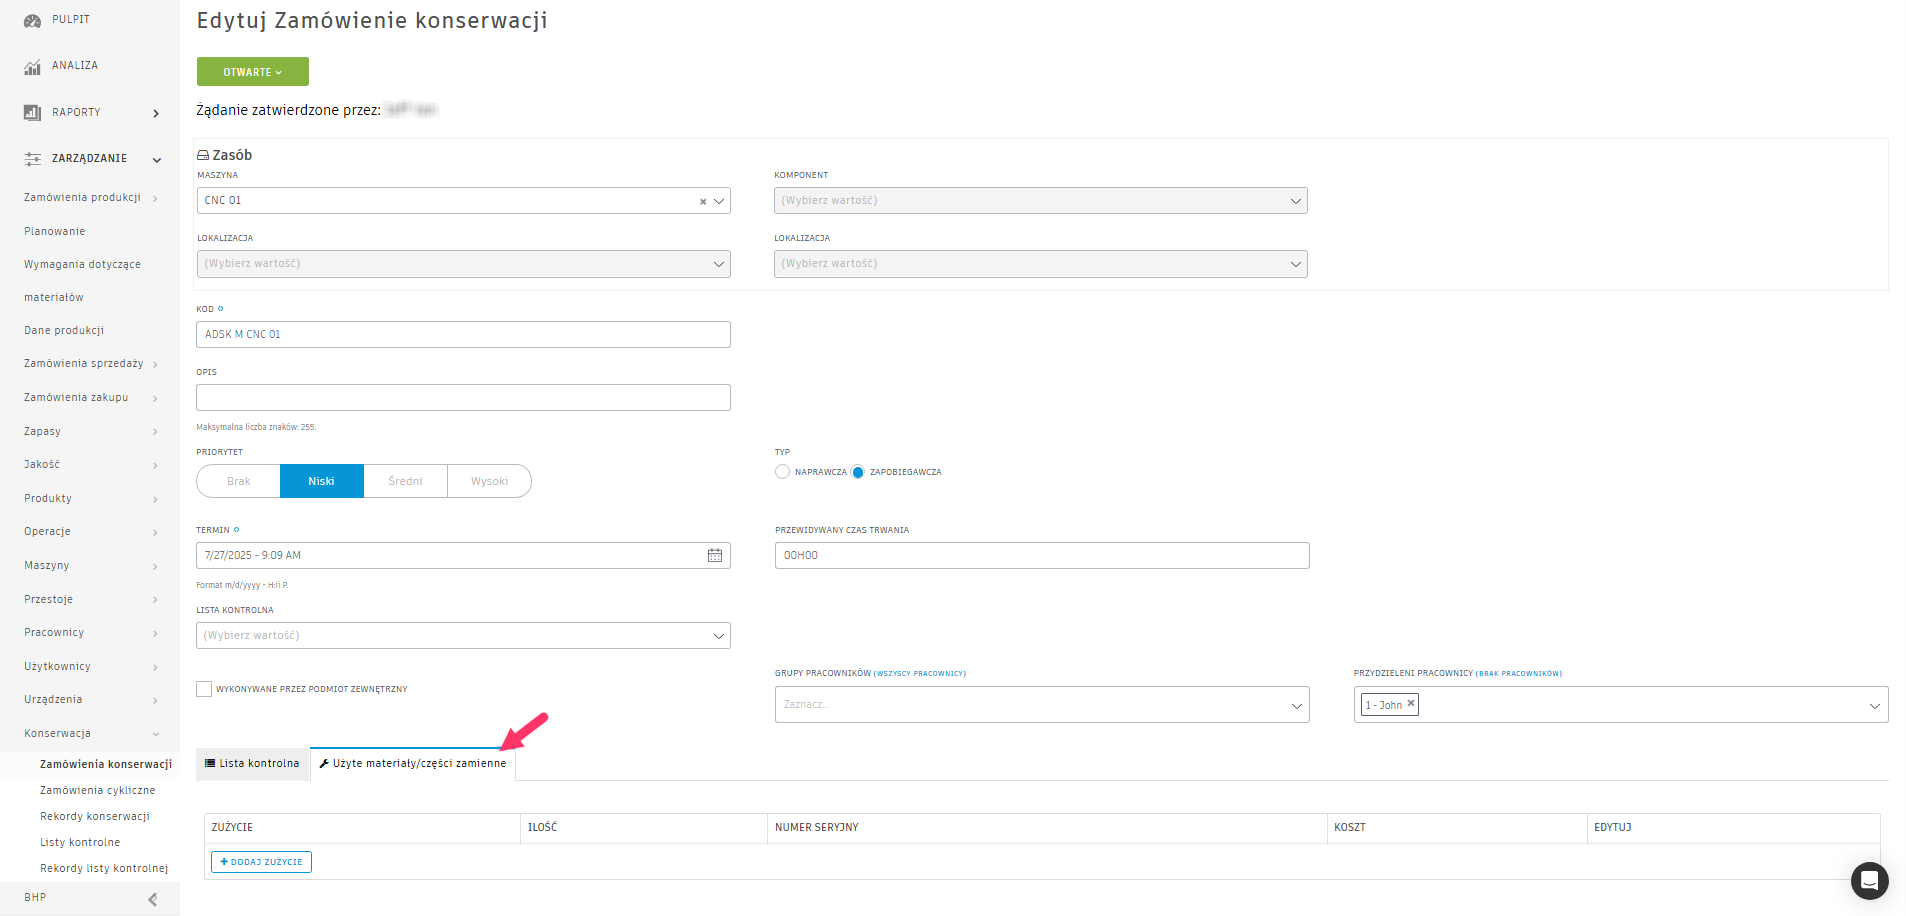 PULPIT
ANALIZA
RAPORTY
ZARZĄDZANIE
Zamówienia produkcji
Planowanie
Wymagania dotyczące
materiałów
Dane produkcji
Zamówienia sprzedaży
Zamówienia zakupu
Zapasy
Jakość
Produkty
Operacje
Maszyny
Przestoje
Pracownicy
Użytkownicy
Urządzenia
Konserwacja
Zamówienia konserwacji
Zamówienia cykliczne
Rekordy konserwacji
Listy kontrolne
Rekordy listy kontrolnej
BHP
Edytuj Zamówienie konserwacji
OTWARTE
Żądanie zatwierdzone przez:
Zasób
MASZYNA
KOMPONENT
CNC 01
(Wybierz wartość)
LOKALIZACJA
LOKALIZACJA
(Wybierz wartość)
(Wybierz wartość)
KOD
ADSK M CNC 01
OPIS
Maksymalna liczba znaków: 255.
PRIORYTET
TYP
Brak
Niski
Średni
Wysoki
NAPRAWCZA
ZAPOBIEGAWCZA
TERMIN
PRZEWIDYWANY CZAS TRWANIA
7/27/2025 - 9:09 AM
00H00
Format m/d/yyyy - H:ii P.
LISTA KONTROLNA
(Wybierz wartość)
WYKONYWANE PRZEZ PODMIOT ZEWNĘTRZNY
GRUPY PRACOWNIKÓW (WSZYSCY PRACOWNICY)
Zaznacz...
PRZYDZIELENI PRACOWNICY (BRAK PRACOWNIKÓW)
1 - John
Lista kontrolna
Użyte materiały/części zamienne
ZUŻYCIE
ILOŚĆ
NUMER SERYJNY
KOSZT
EDYTUJ
+ DODAJ ZUŻYCIE